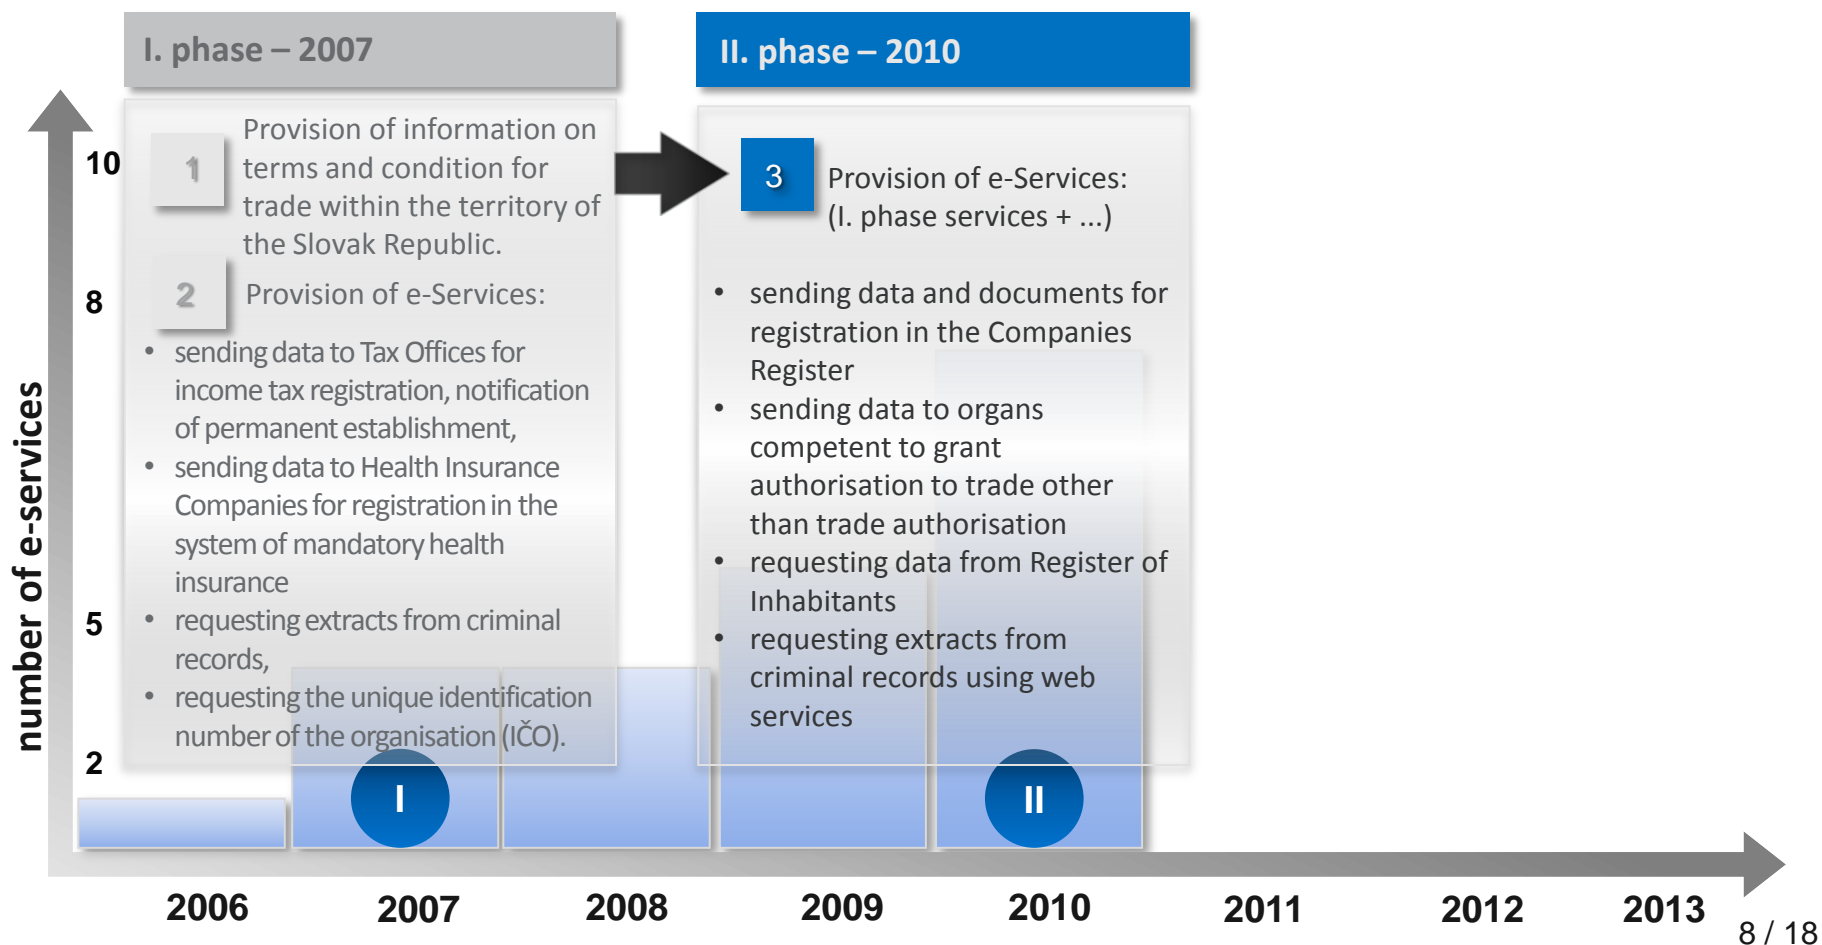 I. phase – 2007
1
Provision of information on
terms and condition for
trade within the territory of
the Slovak Republic.
2
Provision of e-Services:
• sending data to Tax Offices for
income tax registration, notification
of permanent establishment,
• sending data to Health Insurance
Companies for registration in the
system of mandatory health
insurance
• requesting extracts from criminal
records,
• requesting the unique identification
number of the organisation (IČO).
II. phase – 2010
3
Provision of e-Services:
(I. phase services + ...)
• sending data and documents for
registration in the Companies
Register
• sending data to organs
competent to grant
authorisation to trade other
than trade authorisation
• requesting data from Register of
Inhabitants
• requesting extracts from
criminal records using web
services
number of e-services
10
8
5
2
I
II
2006
2007
2008
2009
2010
2011
2012
2013
8 / 18